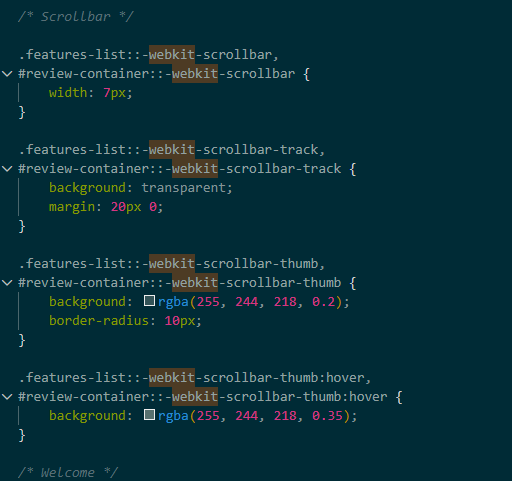 /* Scrollbar */
.features-list::-webkit-scrollbar,
#review-container::-webkit-scrollbar {
width: 7px;
}
.features-list::-webkit-scrollbar-track,
#review-container::-webkit-scrollbar-track {
background: transparent;
margin: 20px 0;
}
.features-list::-webkit-scrollbar-thumb,
#review-container::-webkit-scrollbar-thumb {
background: rgba(255, 244, 218, 0.2);
border-radius: 10px;
}
.features-list::-webkit-scrollbar-thumb:hover,
#review-container::-webkit-scrollbar-thumb:hover {
background: rgba(255, 244, 218, 0.35);
}
/* Welcome */